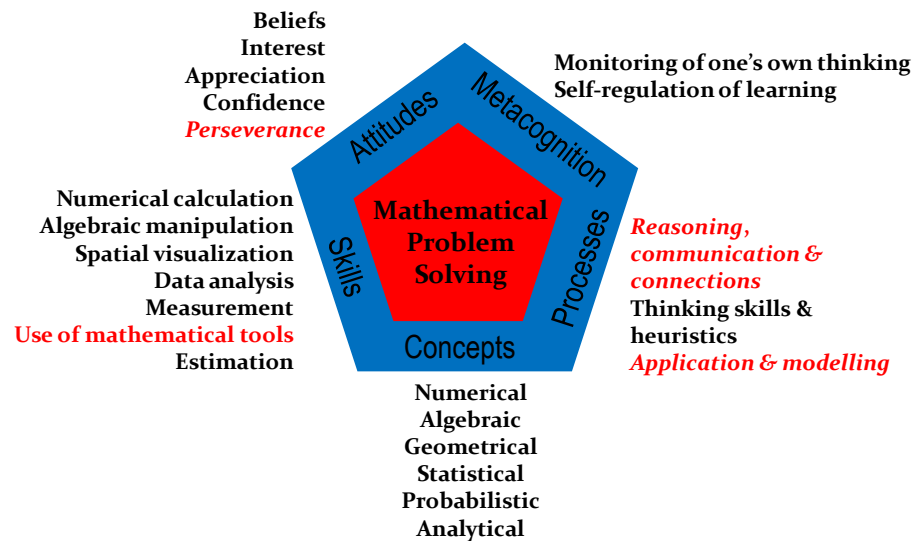 Beliefs
Interest
Appreciation
Confidence
Perseverance
Attitudes
Metacognition
Monitoring of one's own thinking
Self-regulation of learning
Numerical calculation
Algebraic manipulation
Spatial visualization
Data analysis
Measurement
Use of mathematical tools
Estimation
Skills
Mathematical
Problem
Solving
Processes
Reasoning,
communication &
connections
Thinking skills &
heuristics
Application & modelling
Concepts
Numerical
Algebraic
Geometrical
Statistical
Probabilistic
Analytical